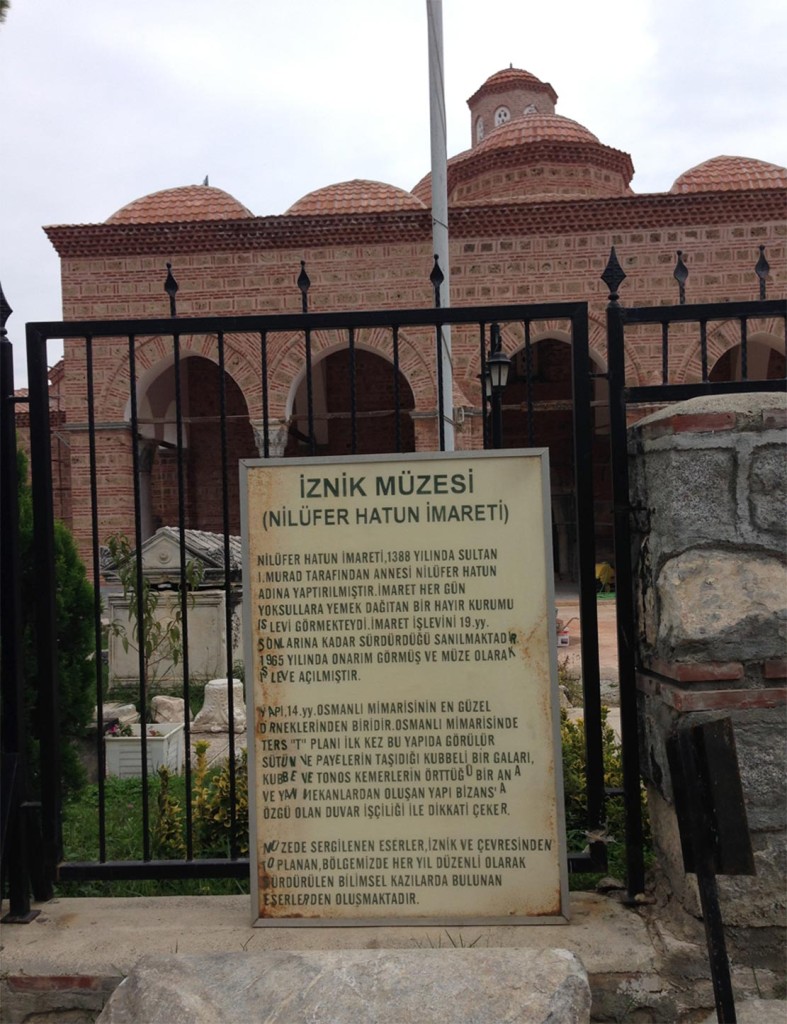 İZNİK MÜZESİ
(NİLÜFER HATUN İMARETİ)
NİLÜFER HATUN İMARETİ,1388 YILINDA SULTAN
I.MURAD TARAFINDAN ANNESİ NİLÜFER HATUN
ADINA YAPTIRILMIŞTIR.İMARET HER GÜN
YOKSULLARA YEMEK DAĞITAN BİR HAYIR KURUMU
İŞLEVİ GÖRMEKTEYDİ.İMARET İŞLEVİNİ 19.yy.
SONLARINA KADAR SÜRDÜRDÜĞÜ SANILMAKTADIR
1965 YILINDA ONARIM GÖRMÜŞ VE MÜZE OLARAK
İŞLEVE AÇILMIŞTIR.
YAPI,14.yy.OSMANLI MİMARİSİNİN EN GÜZEL
ÖRNEKLERİNDEN BİRİDİR.OSMANLI MİMARİSİNDE
TERS "T" PLANI İLK KEZ BU YAPIDA GÖRÜLÜR
SÜTUN VE PAYELERİN TAŞIDIĞI KUBBELİ BİR GALARI,
KUBBE VE TONOS KEMERLERİN ÖRTTÜĞÜ BİR ANA
VE YAN MEKANLARDAN OLUŞAN YAPI BİZANS'A
ÖZGÜ OLAN DUVAR İŞÇİLİĞİ İLE DİKKATİ ÇEKER.
MÜZEDE SERGİLENEN ESERLER,İZNİK VE ÇEVRESİNDEN
TOPLANAN,BÖLGEMİZDE HER YIL DÜZENLİ OLARAK
SÜRDÜRÜLEN BİLİMSEL KAZILARDA BULUNAN
ESERLERDEN OLUŞMAKTADIR.